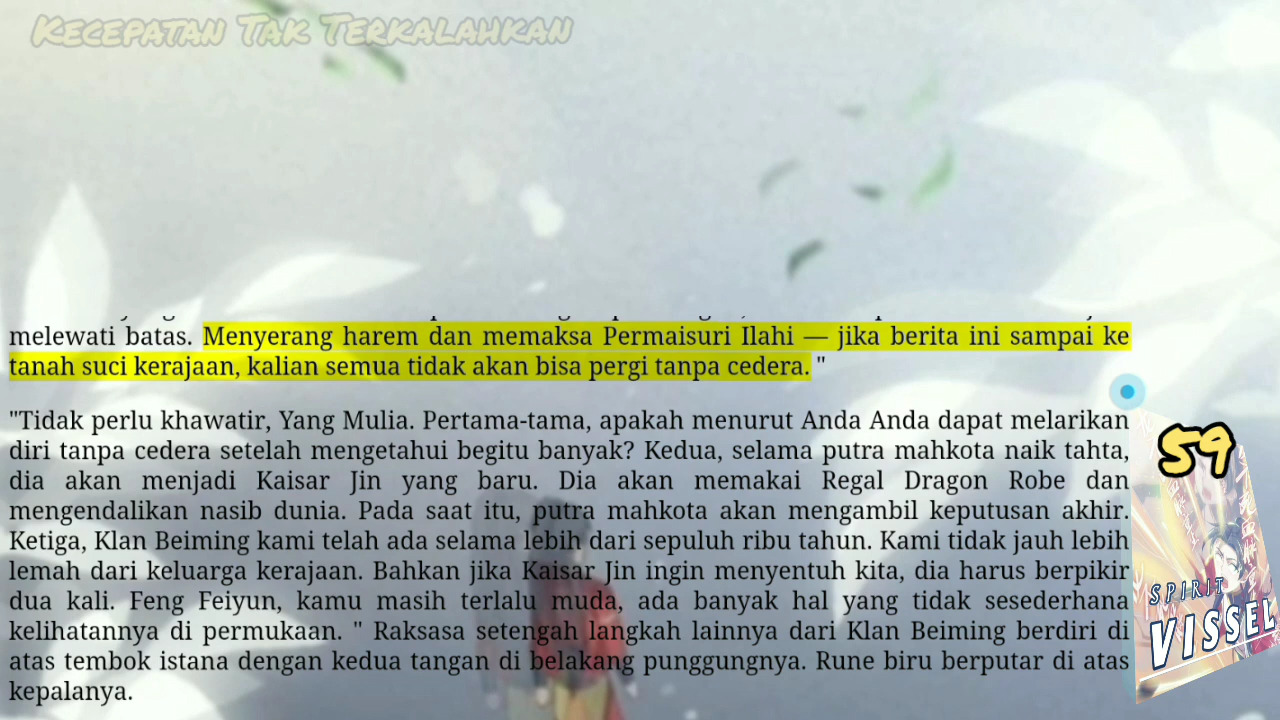 Kecepatan Tak Terkalahkan
melewati batas. Menyerang harem dan memaksa Permaisuri Ilahi — jika berita ini sampai ke
tanah suci kerajaan, kalian semua tidak akan bisa pergi tanpa cedera. "
"Tidak perlu khawatir, Yang Mulia. Pertama-tama, apakah menurut Anda Anda dapat melarikan
diri tanpa cedera setelah mengetahui begitu banyak? Kedua, selama putra mahkota naik tahta,
dia akan menjadi Kaisar Jin yang baru. Dia akan memakai Regal Dragon Robe dan
mengendalikan nasib dunia. Pada saat itu, putra mahkota akan mengambil keputusan akhir.
Ketiga, Klan Beiming kami telah ada selama lebih dari sepuluh ribu tahun. Kami tidak jauh lebih
lemah dari keluarga kerajaan. Bahkan jika Kaisar Jin ingin menyentuh kita, dia harus berpikir
dua kali. Feng Feiyun, kamu masih terlalu muda, ada banyak hal yang tidak sesederhana
kelihatannya di permukaan. " Raksasa setengah langkah lainnya dari Klan Beiming berdiri di
atas tembok istana dengan kedua tangan di belakang punggungnya. Rune biru berputar di atas
kepalanya.
59
SPIRIT
VISSEL